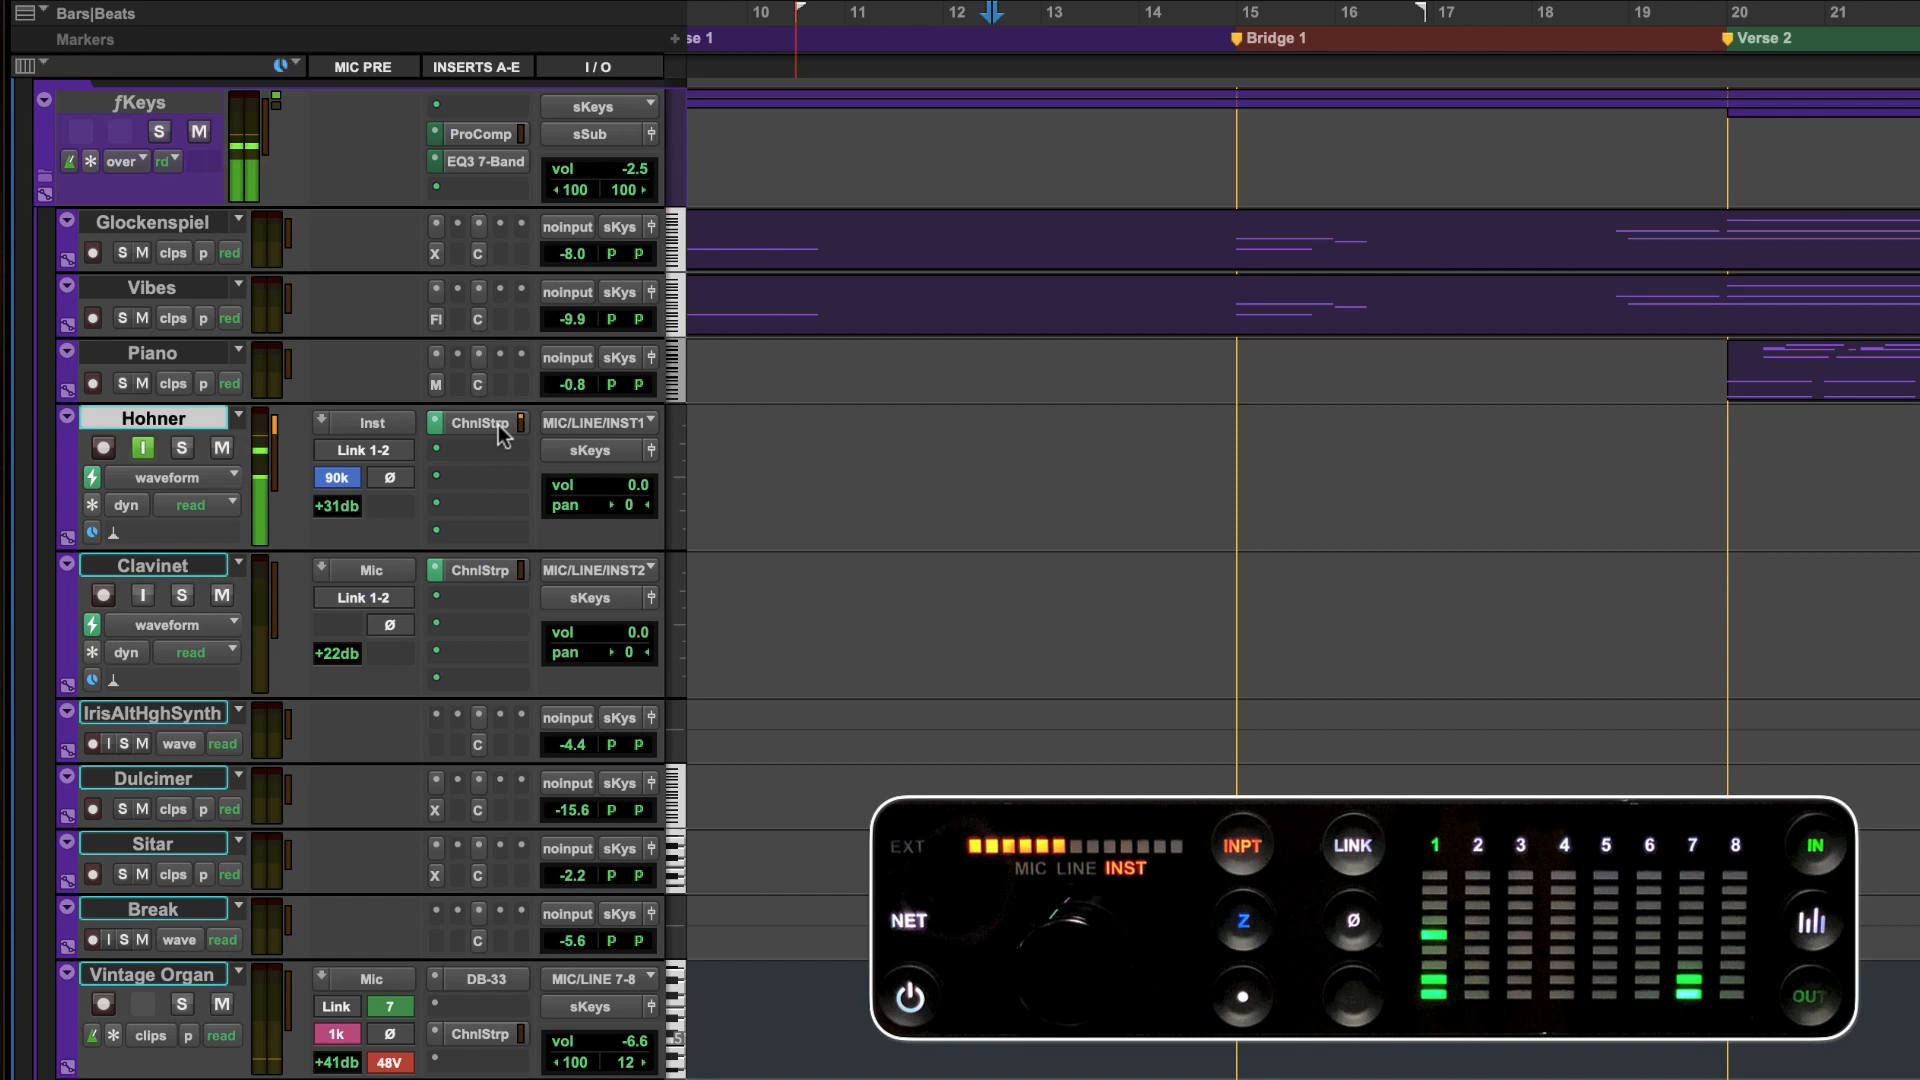 Bars|Beats
10 11 12 13 14 15 16 17 18 19 20 21
Markers + se 1 Bridge 1 Verse 2
MIC PRE INSERTS A-E I / O
ƒKeys sKeys
S M ProComp sSub
over rd EQ3 7-Band vol -2.5
100 100
Glockenspiel noinput sKys
S M clps p red X C -8.0 P P
Vibes noinput sKys
S M clps p red FI C -9.9 P P
Piano noinput sKys
S M clps p red M C -0.8 P P
Hohner Inst ChnlStrp MIC/LINE/INST1
I S M Link 1-2 sKeys
waveform 90k Ø vol 0.0
dyn read +31db pan 0
Clavinet Mic ChnlStrp MIC/LINE/INST2
I S M Link 1-2 sKeys
waveform Ø vol 0.0
dyn read +22db pan 0
IrisAltHghSynth noinput sKys
I S M wave read C -4.4 P P
Dulcimer noinput sKys
S M clps p red X C -15.6 P P
Sitar noinput sKys
S M clps p red X C -2.2 P P
Break noinput sKys
I S M wave read C -5.6 P P
Vintage Organ Mic DB-33 MIC/LINE 7-8
S M Link 7 sKeys
clips p read 1k Ø ChnlStrp vol -6.6
+41db 48V 100 12
EXT INPT LINK 1 2 3 4 5 6 7 8 IN
MIC LINE INST
NET Z Ø
OUT